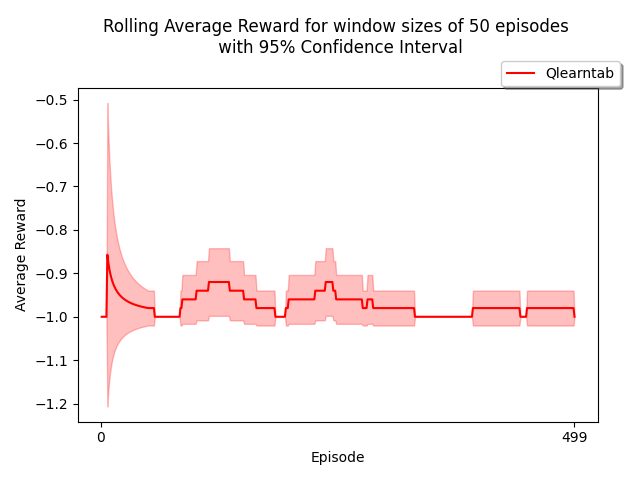 Rolling Average Reward for window sizes of 50 episodes
with 95% Confidence Interval
Qlearntab
−0.5
−0.6
−0.7
−0.8
−0.9
−1.0
−1.1
−1.2
Average Reward
0
499
Episode